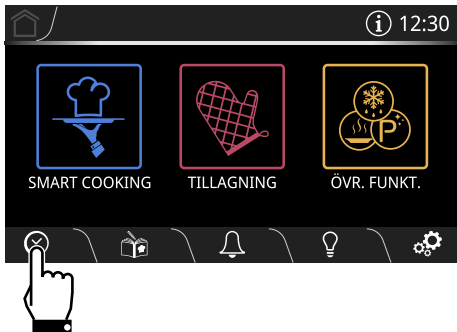 12:30
SMART COOKING
TILLAGNING
ÖVR. FUNKT.
P